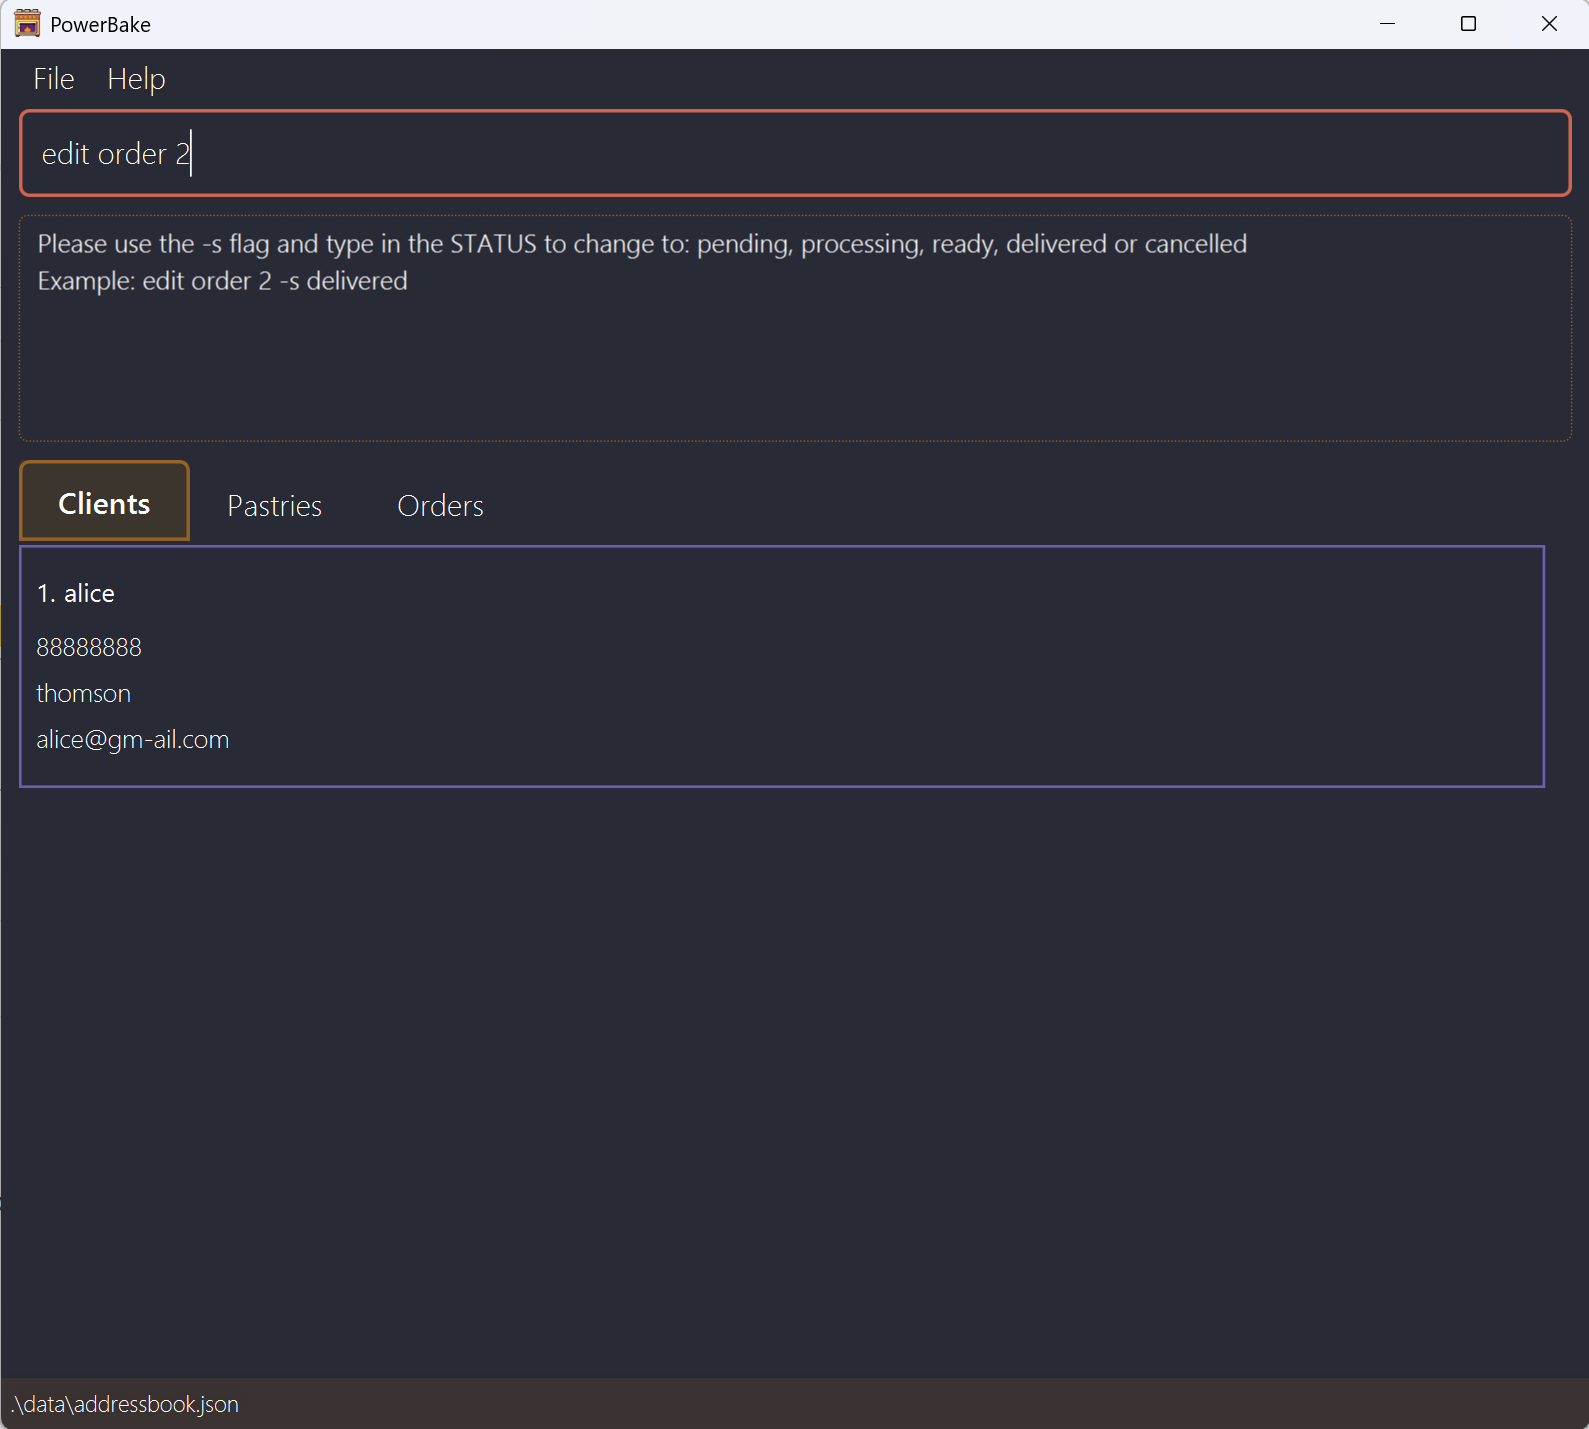 PowerBake
File Help
edit order 2
Please use the -s flag and type in the STATUS to change to: pending, processing, ready, delivered or cancelled
Example: edit order 2 -s delivered
Clients Pastries Orders
1. alice
88888888
thomson
alice@gm-ail.com
.\data\addressbook.json